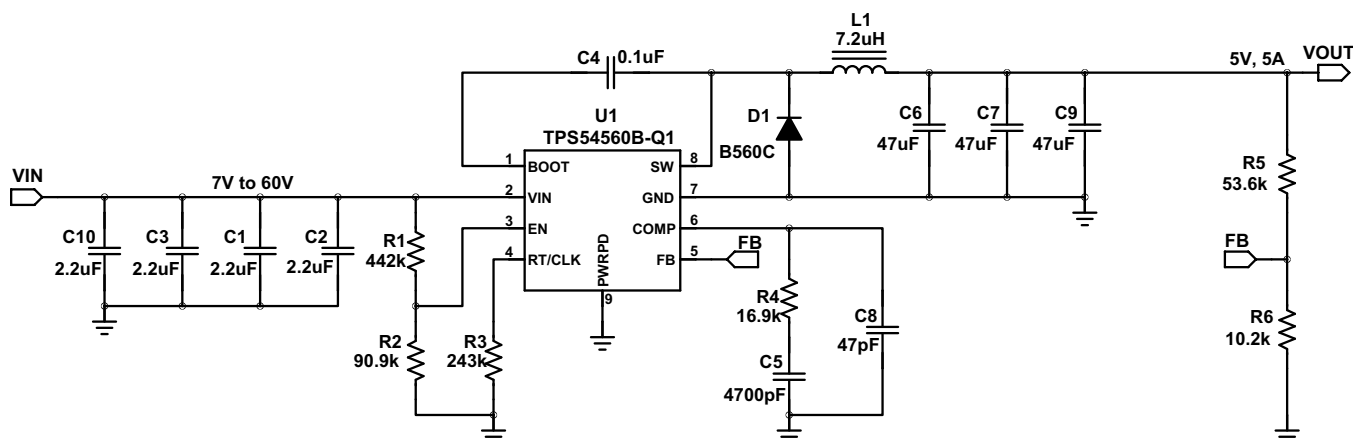 L1
7.2uH
C4
0.1uF
5V, 5A
VOUT
U1
TPS54560B-Q1
D1
B560C
C6
47uF
C7
47uF
C9
47uF
R5
53.6k
1
BOOT
SW
8
VIN
7V to 60V
2
VIN
GND
7
3
EN
COMP
6
4
RT/CLK
FB
5
FB
PWRPD
9
C10
2.2uF
C3
2.2uF
C1
2.2uF
C2
2.2uF
R1
442k
FB
R4
16.9k
C8
47pF
R6
10.2k
R2
90.9k
R3
243k
C5
4700pF